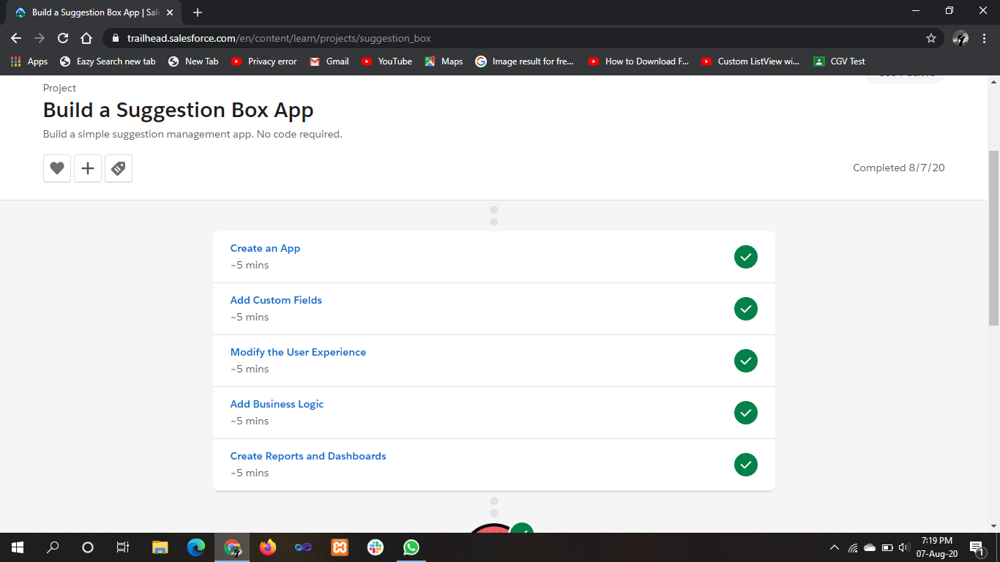 Build a Suggestion Box App | Sal
trailhead.salesforce.com/en/content/learn/projects/suggestion_box
Apps
Eazy Search new tab
New Tab
Privacy error
Gmail
YouTube
Maps
Image result for fre...
How to Download F...
Custom ListView wi...
CGV Test
Project
Build a Suggestion Box App
Build a simple suggestion management app. No code required.
Completed 8/7/20
Create an App
~5 mins
Add Custom Fields
~5 mins
Modify the User Experience
~5 mins
Add Business Logic
~5 mins
Create Reports and Dashboards
~5 mins
7:19 PM
07-Aug-20
1